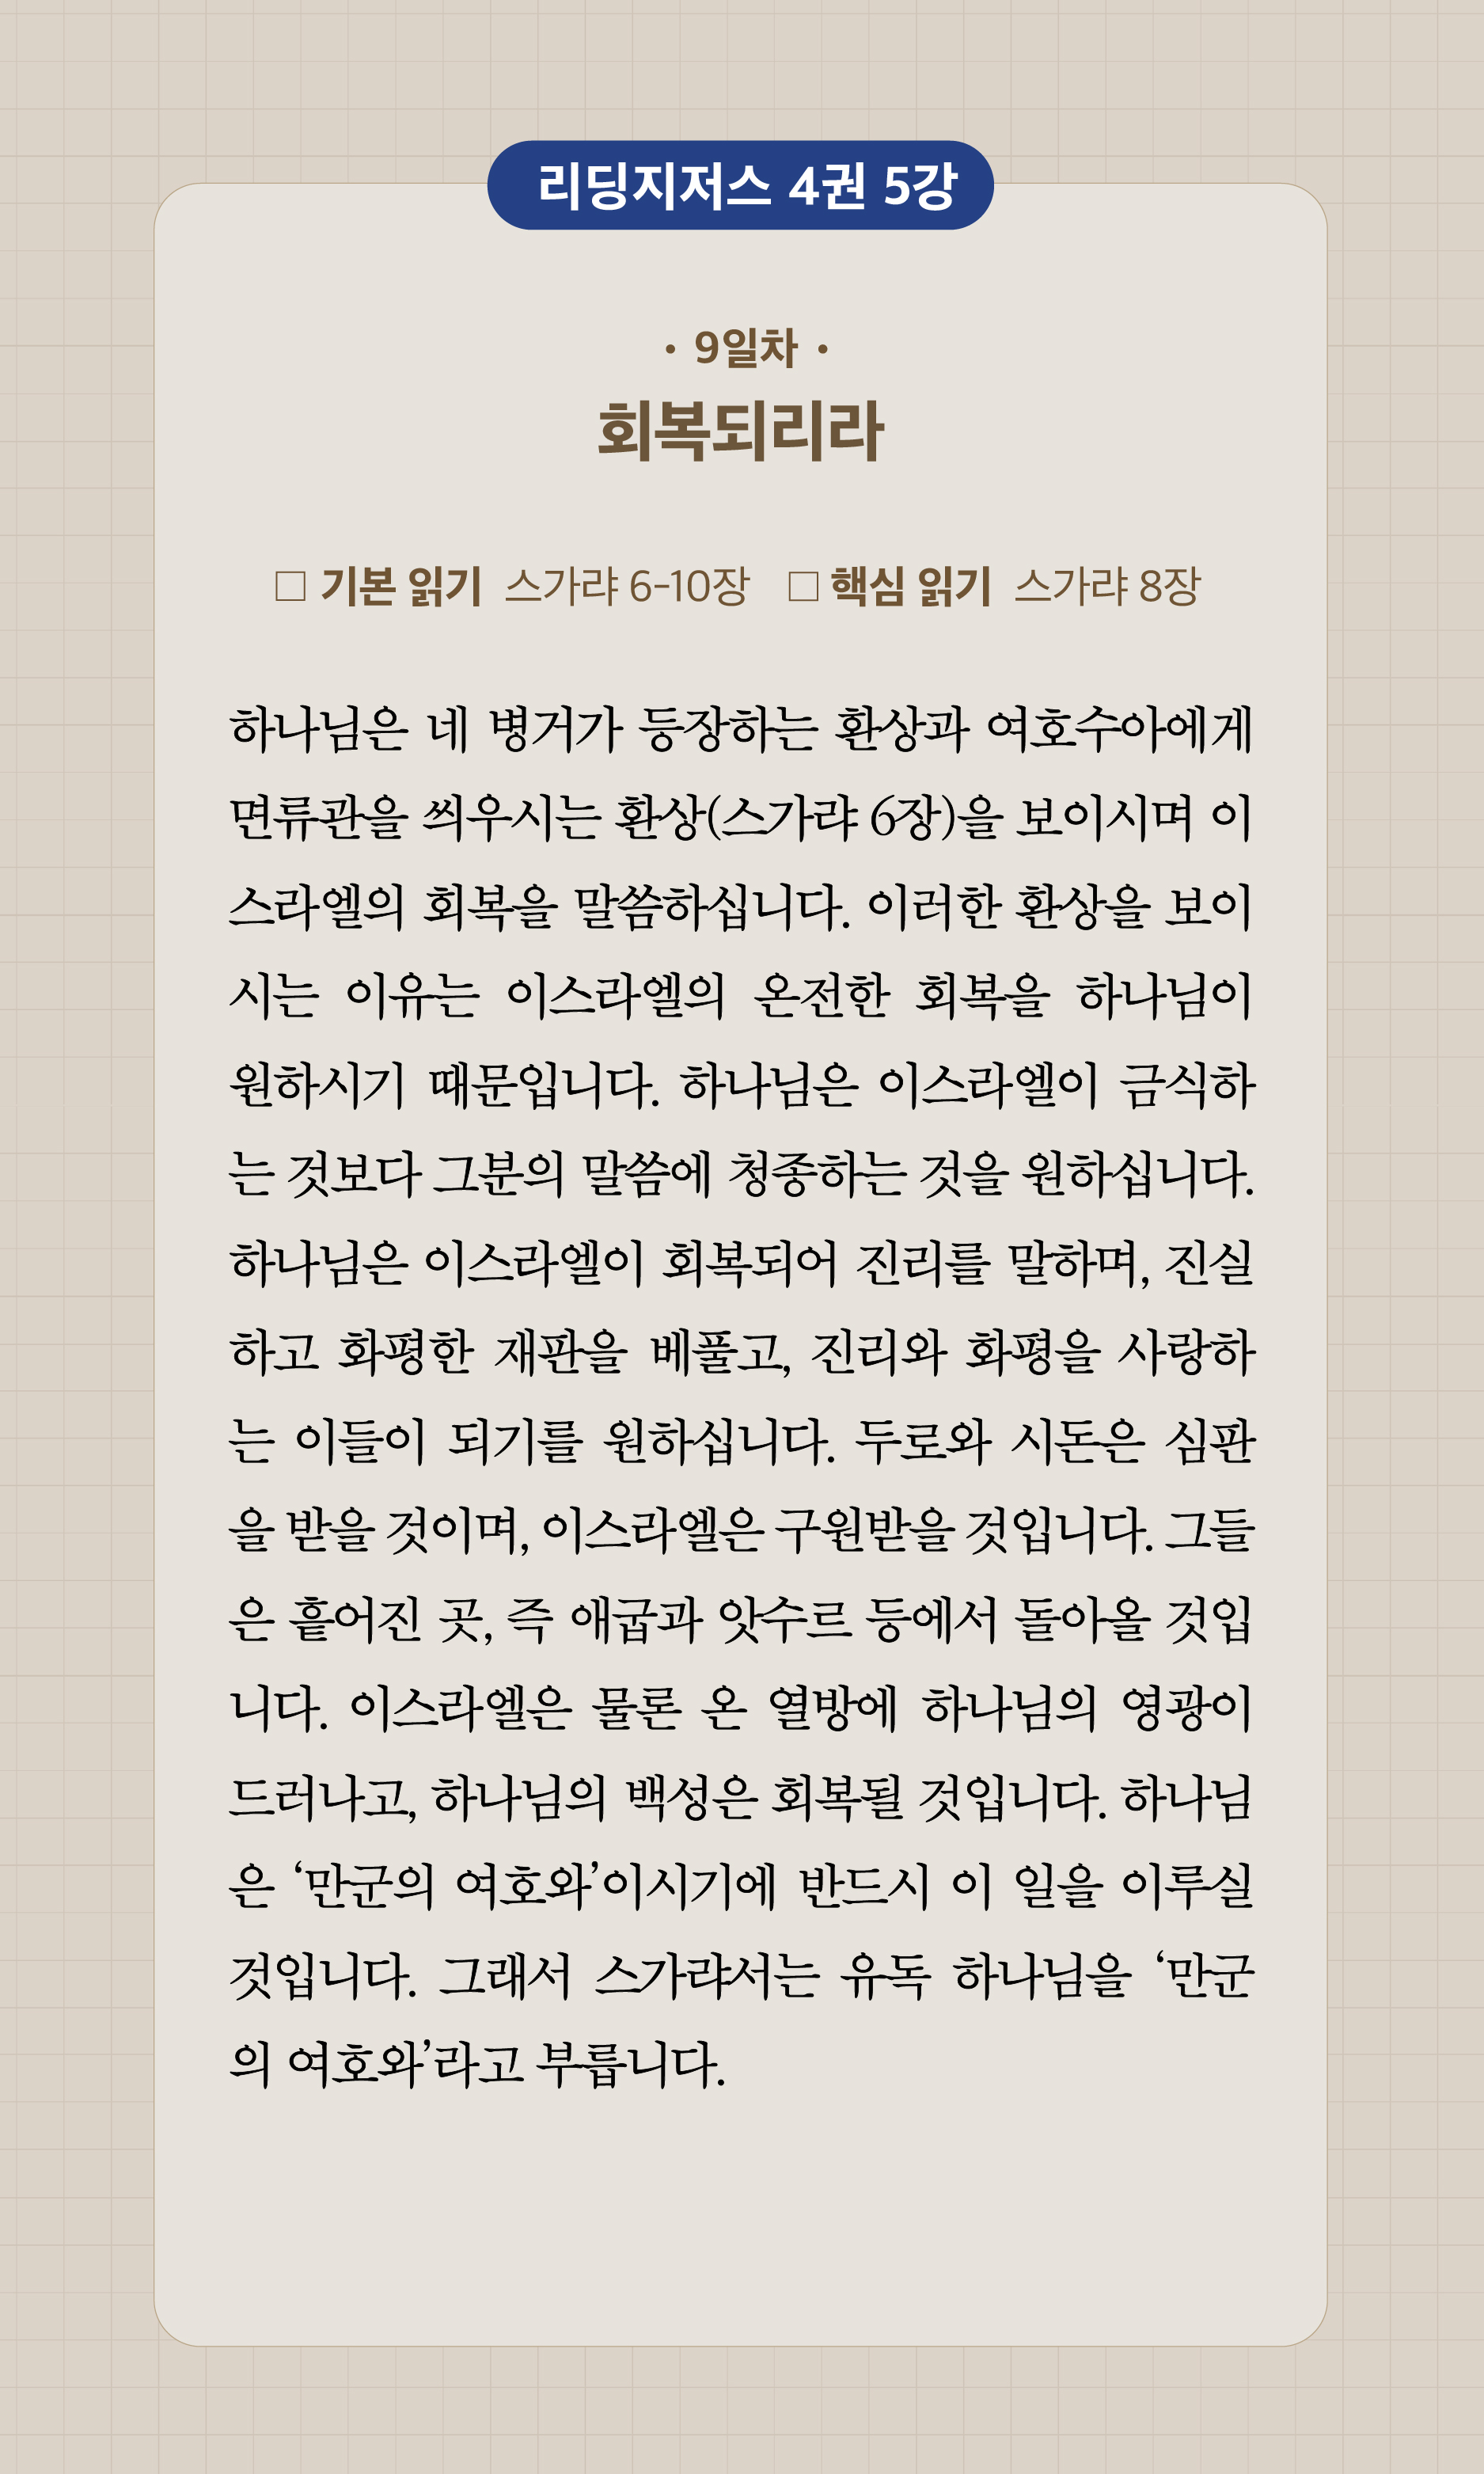 리딩지저스 4권 5강
· 9일차 ·
회복되리라
□ 기본 읽기 스가랴 6-10장 □ 핵심 읽기 스가랴 8장
하나님은 네 병거가 등장하는 환상과 여호수아에게
면류관을 씌우시는 환상(스가랴 6장)을 보이시며 이
스라엘의 회복을 말씀하십니다. 이러한 환상을 보이
시는 이유는 이스라엘의 온전한 회복을 하나님이
원하시기 때문입니다. 하나님은 이스라엘이 금식하
는 것보다 그분의 말씀에 청종하는 것을 원하십니다.
하나님은 이스라엘이 회복되어 진리를 말하며, 진실
하고 화평한 재판을 베풀고, 진리와 화평을 사랑하
는 이들이 되기를 원하십니다. 두로와 시돈은 심판
을 받을 것이며, 이스라엘은 구원받을 것입니다. 그들
은 흩어진 곳, 즉 애굽과 앗수르 등에서 돌아올 것입
니다. 이스라엘은 물론 온 열방에 하나님의 영광이
드러나고, 하나님의 백성은 회복될 것입니다. 하나님
은 ‘만군의 여호와’이시기에 반드시 이 일을 이루실
것입니다. 그래서 스가랴서는 유독 하나님을 ‘만군
의 여호와’라고 부릅니다.